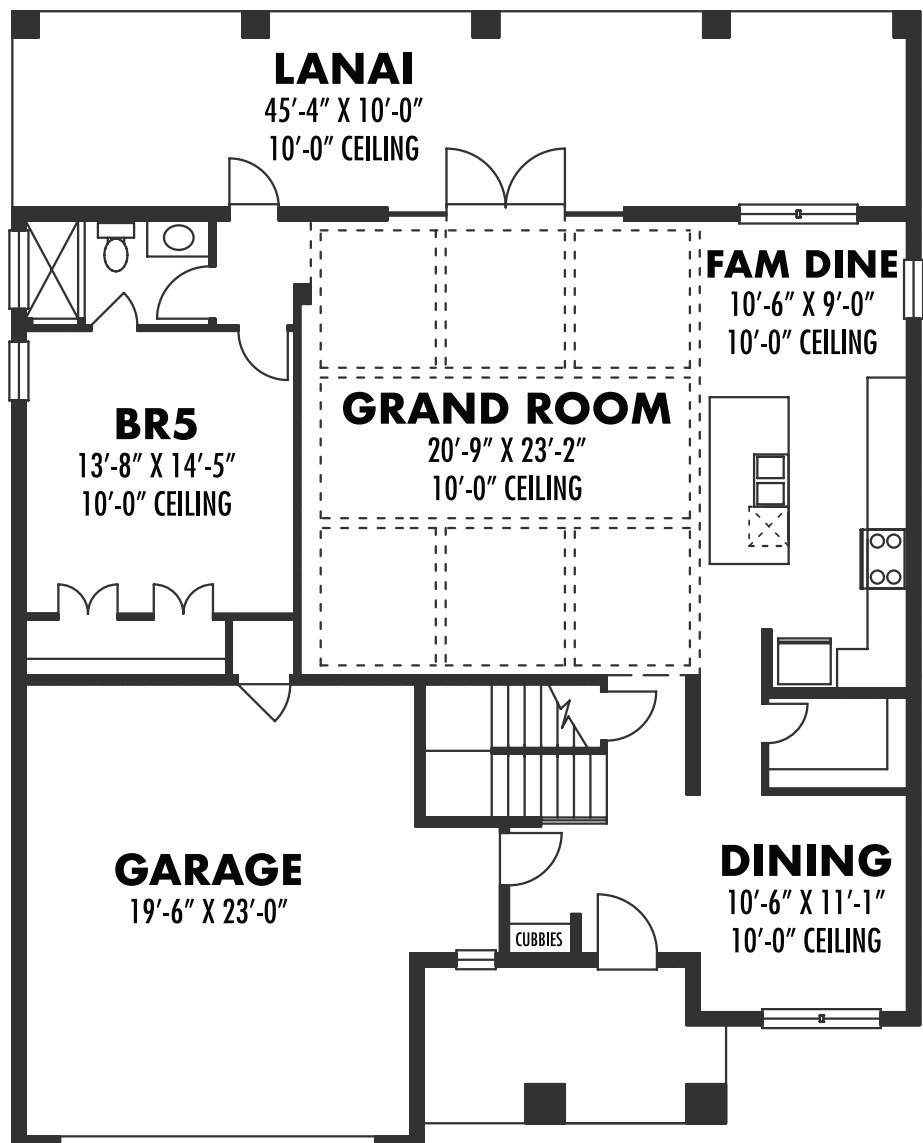 LANAI
45'-4" X 10'-0"
10'-0" CEILING
FAM DINE
10'-6" X 9'-0"
10'-0" CEILING
GRAND ROOM
20'-9" X 23'-2"
10'-0" CEILING
BR5
13'-8" X 14'-5"
10'-0" CEILING
GARAGE
19'-6" X 23'-0"
DINING
10'-6" X 11'-1"
10'-0" CEILING
CUBBIES